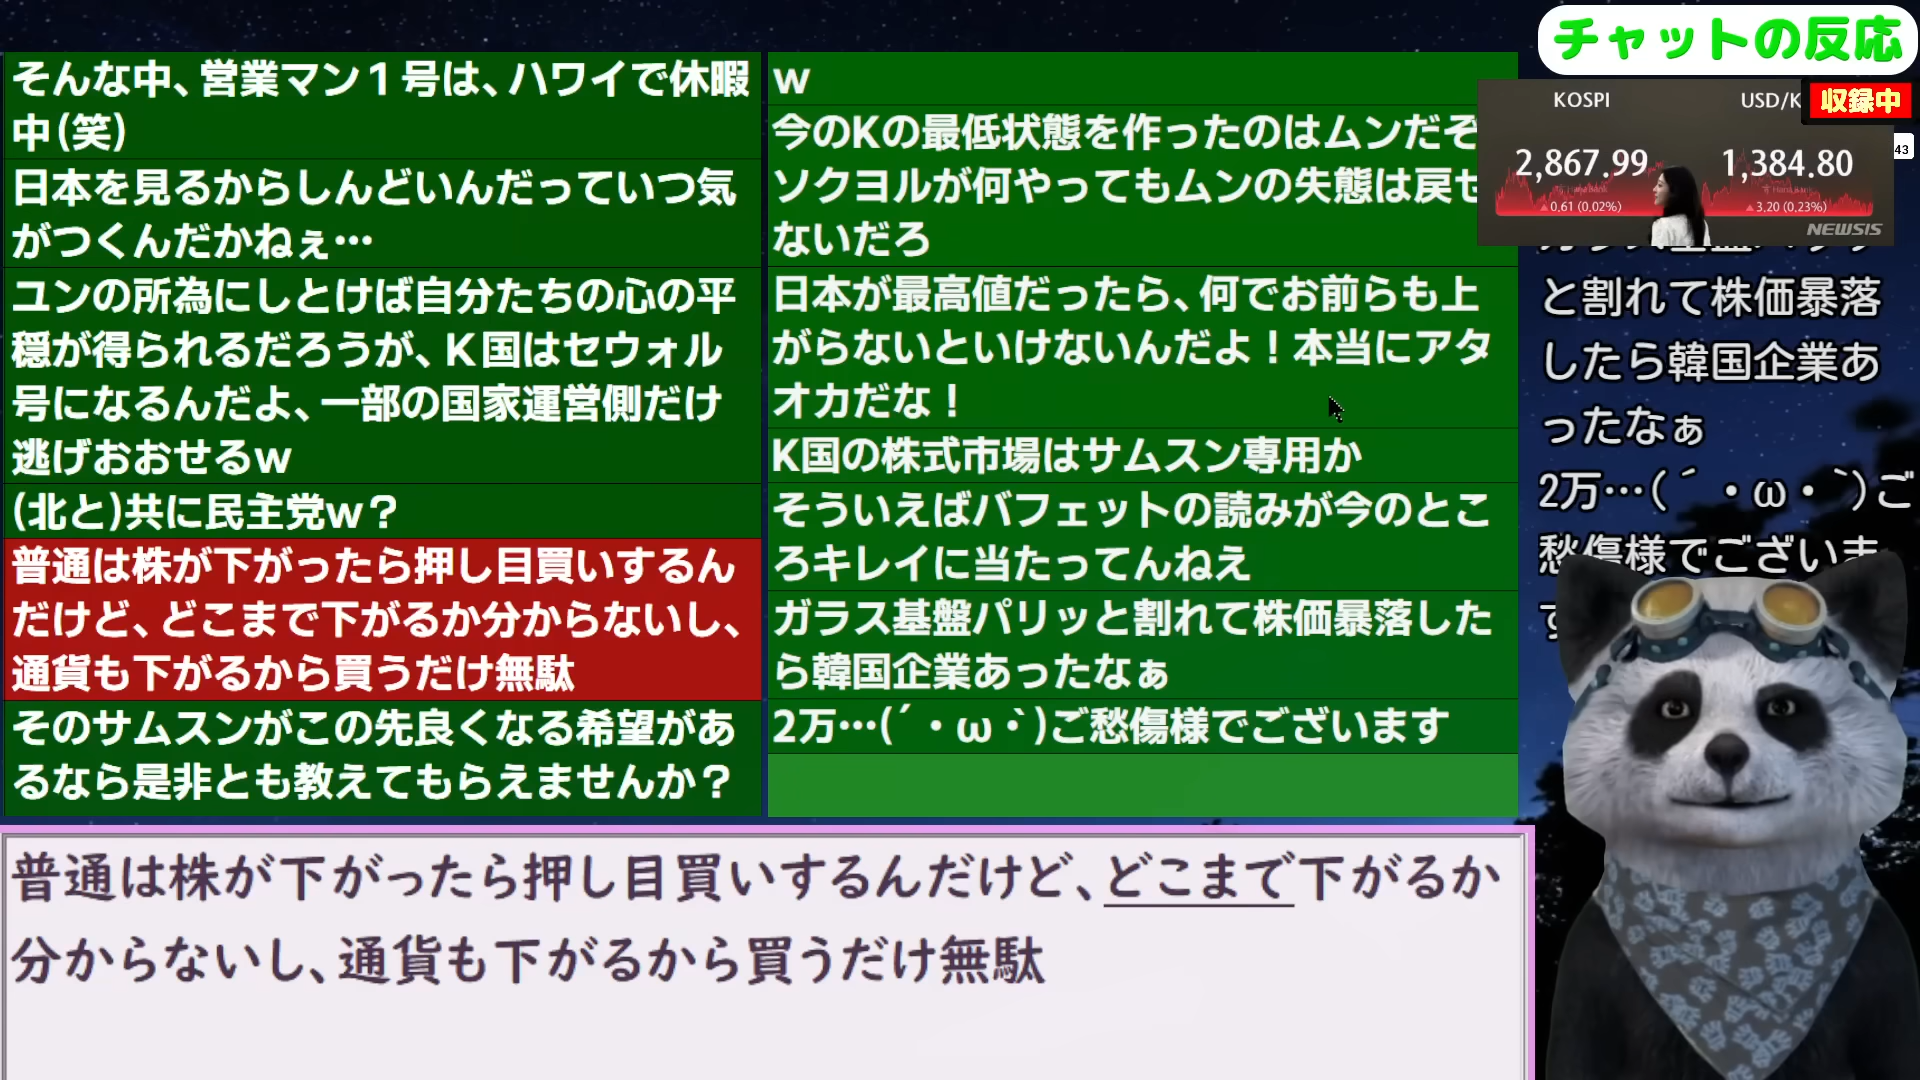 チャットの反応
そんな中、営業マン１号は、ハワイで休暇
中(笑)
日本を見るからしんどいんだっていつ気
がつくんだかねぇ…
ユンの所為にしとけば自分たちの心の平
穏が得られるだろうが、K国はセウォル
号になるんだよ、一部の国家運営側だけ
逃げおおせるw
(北と)共に民主党w？
普通は株が下がったら押し目買いするん
だけど、どこまで下がるか分からないし、
通貨も下がるから買うだけ無駄
そのサムスンがこの先良くなる希望があ
るなら是非とも教えてもらえませんか？
w
今のKの最低状態を作ったのはムンだぞ
ソクヨルが何やってもムンの失態は戻せ
ないだろ
日本が最高値だったら、何でお前らも上
がらないといけないんだよ！本当にアタ
オカだな！
K国の株式市場はサムスン専用か
そういえばバフェットの読みが今のとこ
ろキレイに当たってんねえ
ガラス基盤パリッと割れて株価暴落した
ら韓国企業あったなぁ
2万…(´・ω・`)ご愁傷様でございます
KOSPI
USD/K
収録中
2,867.99
1,384.80
43
0.61 (0.02%)
3.20 (0.23%)
NEWSIS
と割れて株価暴落
したら韓国企業あ
ったなぁ
2万…(´・ω・`)ご
愁傷様でございま
す
普通は株が下がったら押し目買いするんだけど、どこまで下がるか
分からないし、通貨も下がるから買うだけ無駄